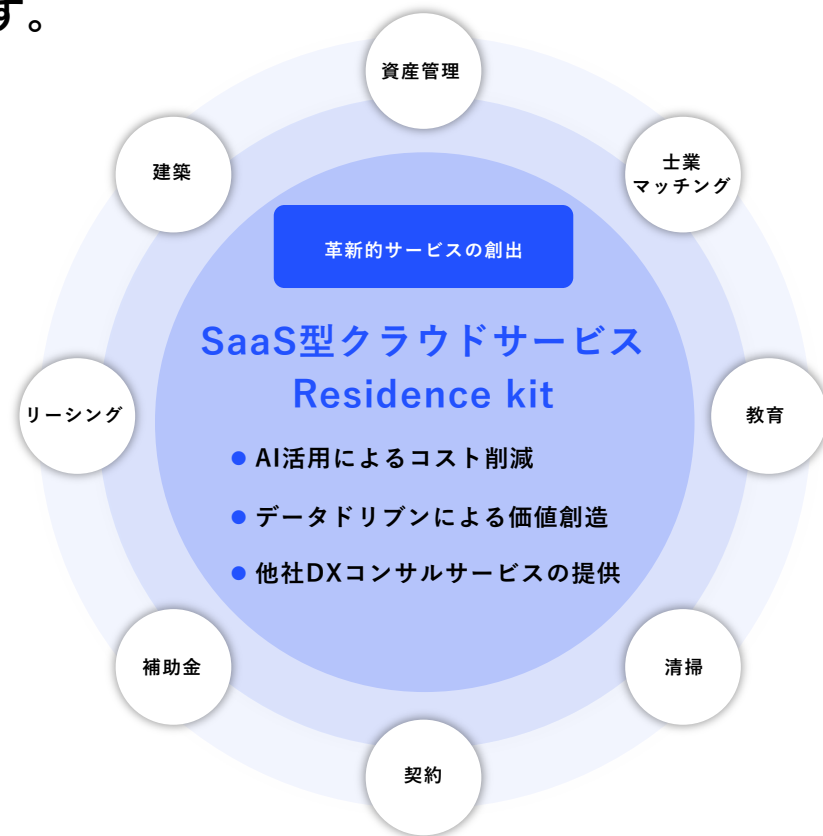 す。
資産管理
建築
士業
マッチング
革新的サービスの創出
SaaS型クラウドサービス
Residence kit
リーシング
教育
● AI活用によるコスト削減
● データドリブンによる価値創造
● 他社DXコンサルサービスの提供
補助金
清掃
契約